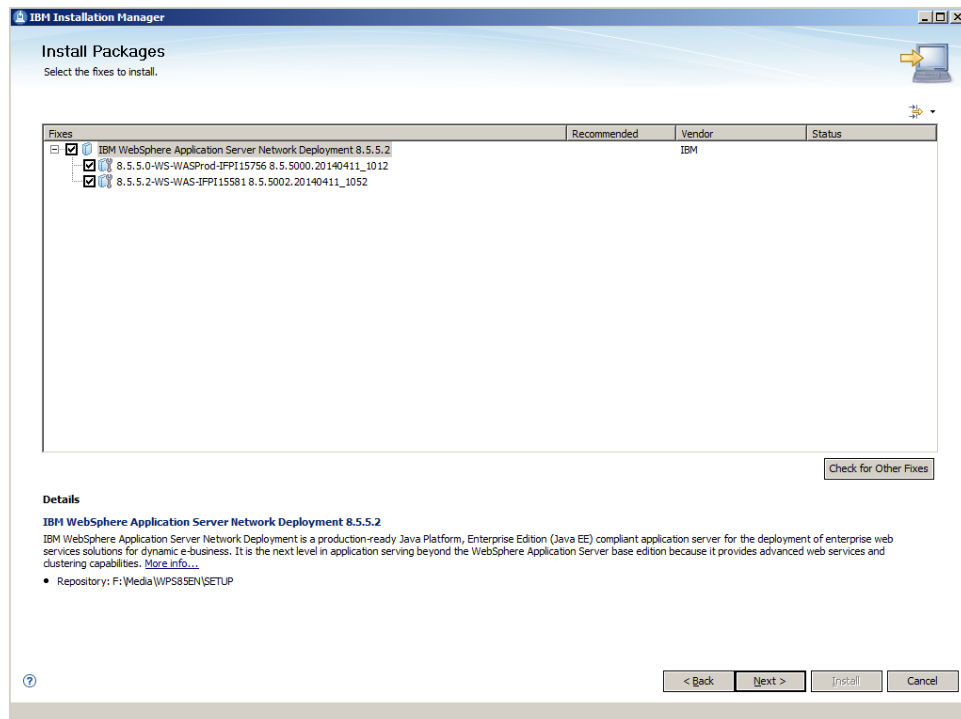 IBM Installation Manager
Install Packages
Select the fixes to install.
Fixes Recommended Vendor Status
IBM WebSphere Application Server Network Deployment 8.5.5.2 IBM
8.5.5.0-WS-WASProd-IFPI15756 8.5.5000.20140411_1012
8.5.5.2-WS-WAS-IFPI15581 8.5.5002.20140411_1052
Check for Other Fixes
Details
IBM WebSphere Application Server Network Deployment 8.5.5.2
IBM WebSphere Application Server Network Deployment is a production-ready Java Platform, Enterprise Edition (Java EE) compliant application server for the deployment of enterprise web
services solutions for dynamic e-business. It is the next level in application serving beyond the WebSphere Application Server base edition because it provides advanced web services and
clustering capabilities. More info...
• Repository: F:\Media\WPS85EN\SETUP
? < Back Next > Install Cancel